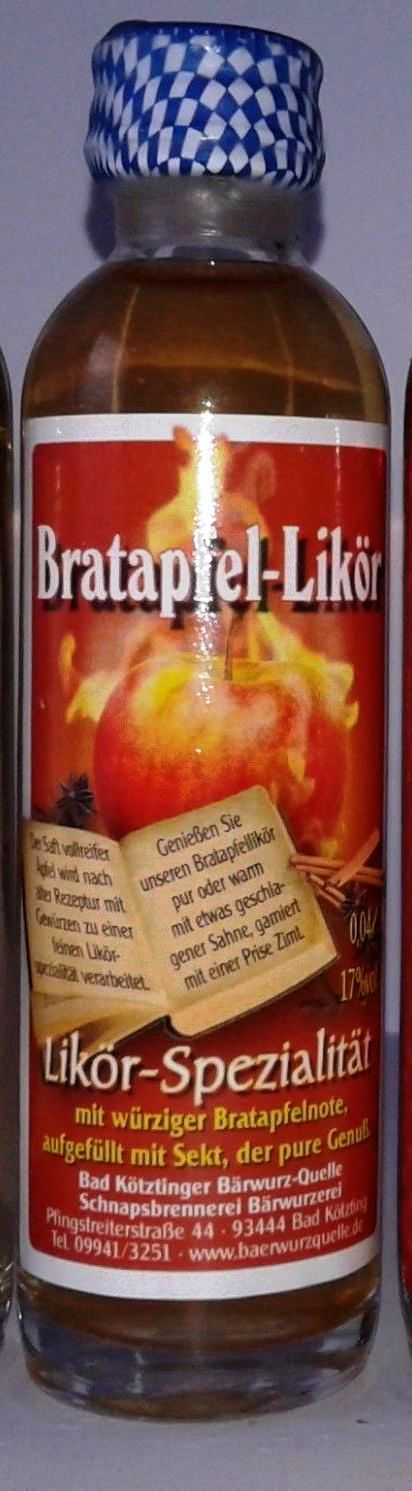 Bratapfel-Likör
Der Saft vollreifer
Äpfel wird nach
alter Rezeptur mit
Gewürzen zu einer
feinen Likör-
spezialität verarbeitet.
Genießen Sie
unseren Bratapfellikör
pur oder warm
mit etwas geschla-
gener Sahne, garniert
mit einer Prise Zimt.
0,04l
17%vol
Likör-Spezialität
mit würziger Bratapfelnote,
aufgefüllt mit Sekt, der pure Genuß.
Bad Kötztinger Bärwurz-Quelle
Schnapsbrennerei Bärwurzerei
Pfingstreiterstraße 44 · 93444 Bad Kötzting
Tel. 09941/3251 · www.baerwurzquelle.de